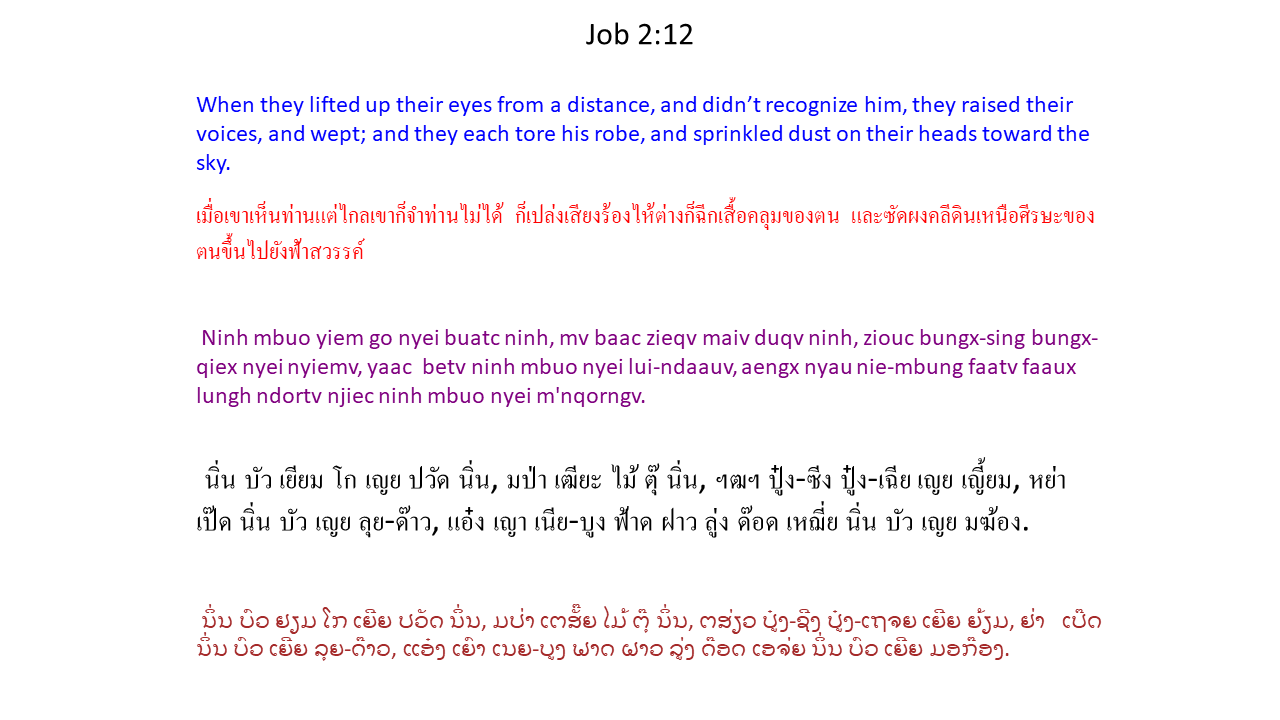 Job 2:12
When they lifted up their eyes from a distance, and didn’t recognize him, they raised their
voices, and wept; and they each tore his robe, and sprinkled dust on their heads toward the
sky.
เมื่อเขาเห็นท่านแต่ไกลเขาก็จำท่านไม่ได้ ก็เปล่งเสียงร้องไห้ต่างก็ฉีกเสื้อคลุมของตน และซัดผงคลีดินเหนือศีรษะของ
ตนขึ้นไปยังฟ้าสวรรค์
Ninh mbuo yiem go nyei buatc ninh, mv baac zieqv maiv duqv ninh, ziouc bungx-sing bungx-
qiex nyei nyiemv, yaac betv ninh mbuo nyei lui-ndaauv, aengx nyau nie-mbung faatv faaux
lungh ndortv njiec ninh mbuo nyei m'nqorngv.
นิ่น บัว เยียม โก เญย ปวัด นิ่น, มป่า เฒียะ ไม้ ตุ๊ นิ่น, ฯฒฯ ปู๎ง-ซีง ปู๎ง-เฉีย เญย เญี้ยม, หย่า
เป๊ด นิ่น บัว เญย ลุย-ด๊าว, แอ๋ง เญา เนีย-บูง ฟ้าด ฝาว ลู่ง ด๊อด เหฌี่ย นิ่น บัว เญย มฆ้อง.
ນິ່ນ ບົວ ຢຽມ ໂກ ເຍີຍ ປວັດ ນິ່ນ, ມປ່າ ເຕສັ໊ຍ ໄມ້ ຕຸ໊ ນິ່ນ, ຕສ່ຽວ ປູ໋ງ-ຊີງ ປູ໋ງ-ເຖຈຍ ເຍີຍ ຍ້ຽມ, ຢ່າ ເປ໊ດ
ນິ່ນ ບົວ ເຍີຍ ລຸຍ-ດ໊າວ, ແອ໋ງ ເຍົາ ເນຍ-ບູງ ຟາດ ຝາວ ລູ່ງ ດ໊ອດ ເອຈ່ຍ ນິ່ນ ບົວ ເຍີຍ ມອກ໊ອງ.